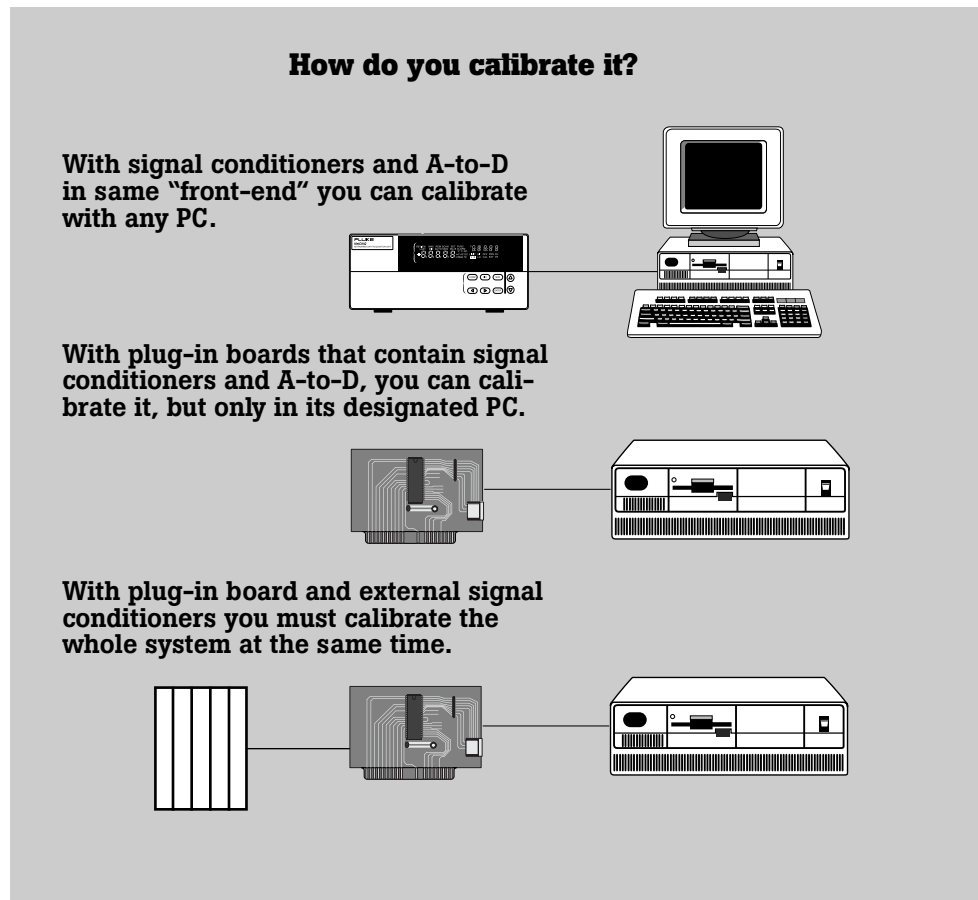 How do you calibrate it?
With signal conditioners and A-to-D
in same “front-end” you can calibrate
with any PC.
FLUKE
With plug-in boards that contain signal
conditioners and A-to-D, you can cali-
brate it, but only in its designated PC.
With plug-in board and external signal
conditioners you must calibrate the
whole system at the same time.